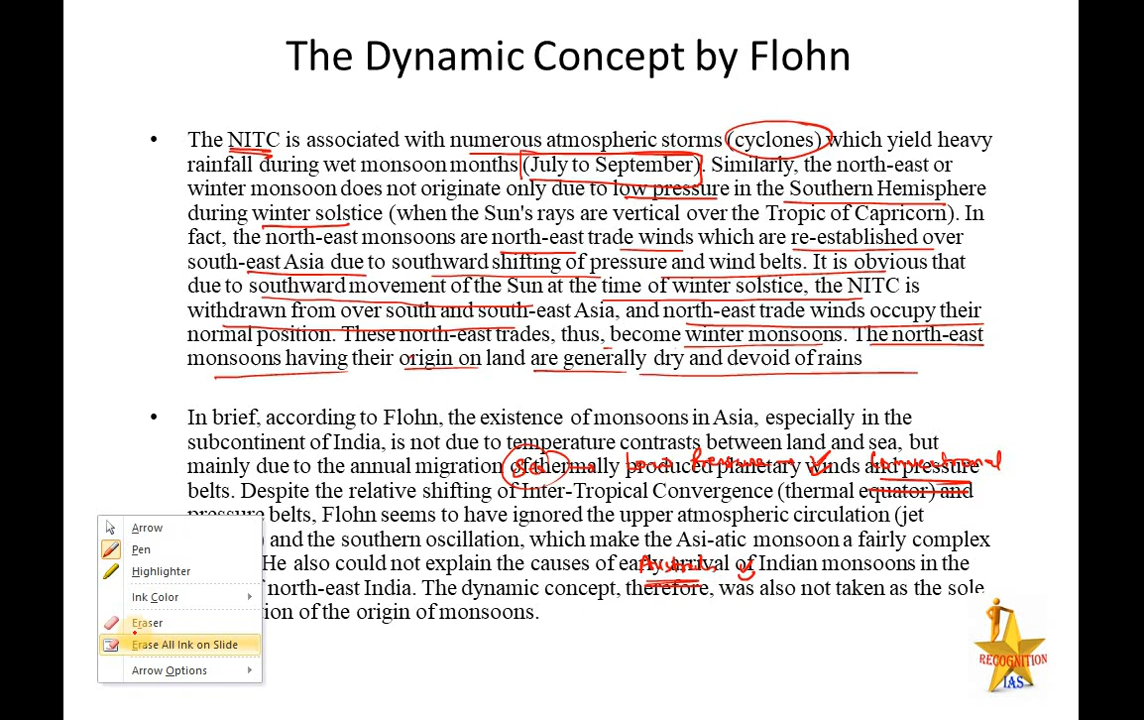 The Dynamic Concept by Flohn
• The NITC is associated with numerous atmospheric storms (cyclones) which yield heavy
rainfall during wet monsoon months (July to September). Similarly, the north-east or
winter monsoon does not originate only due to low pressure in the Southern Hemisphere
during winter solstice (when the Sun's rays are vertical over the Tropic of Capricorn). In
fact, the north-east monsoons are north-east trade winds which are re-established over
south-east Asia due to southward shifting of pressure and wind belts. It is obvious that
due to southward movement of the Sun at the time of winter solstice, the NITC is
withdrawn from over south and south-east Asia, and north-east trade winds occupy their
normal position. These north-east trades, thus, become winter monsoons. The north-east
monsoons having their origin on land are generally dry and devoid of rains
• In brief, according to Flohn, the existence of monsoons in Asia, especially in the
subcontinent of India, is not due to temperature contrasts between land and sea, but
mainly due to the annual migration of thermally produced planetary winds and pressure
belts. Despite the relative shifting of Inter-Tropical Convergence (thermal equator) and
pressure belts, Flohn seems to have ignored the upper atmospheric circulation (jet
) and the southern oscillation, which make the Asi-atic monsoon a fairly complex
He also could not explain the causes of early arrival of Indian monsoons in the
of north-east India. The dynamic concept, therefore, was also not taken as the sole
ion of the origin of monsoons.
Arrow
Pen
Highlighter
Ink Color
Eraser
Erase All Ink on Slide
Arrow Options
RECOGNITION
IAS